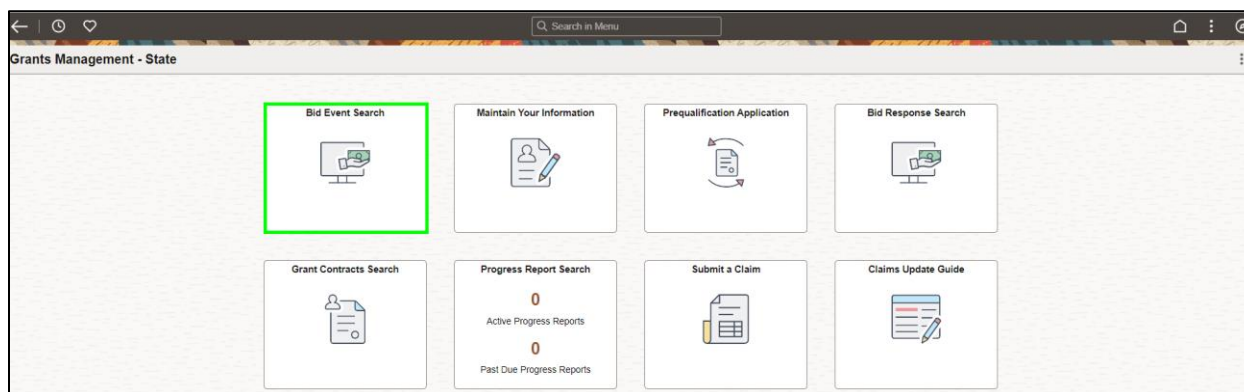 Search in Menu
Grants Management - State
Bid Event Search
Maintain Your Information
Prequalification Application
Bid Response Search
Grant Contracts Search
Progress Report Search
0
Active Progress Reports
0
Past Due Progress Reports
Submit a Claim
Claims Update Guide